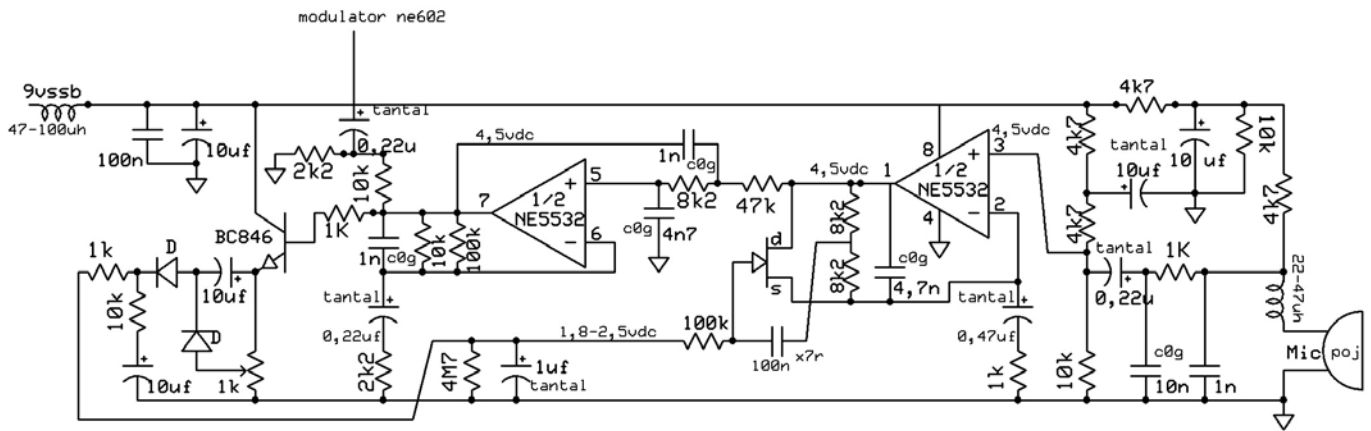 modulator ne602
9vssb
47-100uh
100n
10uf
tantal
0,22u
2k2
10k
4,5vdc
1n
c0g
7
1/2
NE5532
5
6
8k2
47k
c0g
4n7
4,5vdc
1
8
1/2
NE5532
4
4,5vdc
3
2
4k7
4k7
tantal
10uf
10 uf
10k
4k7
4k7
BC846
1K
1n
c0g
10k
100k
1k
D
10uf
10k
D
10uf
1k
tantal
0,22uf
2k2
1,8-2,5vdc
4M7
1uf
tantal
100k
100n
x7r
d
s
8k2
8k2
c0g
4,7n
tantal
0,47uf
1k
tantal
0,22u
1K
10k
c0g
10n
1n
22-47uh
Mic
poj